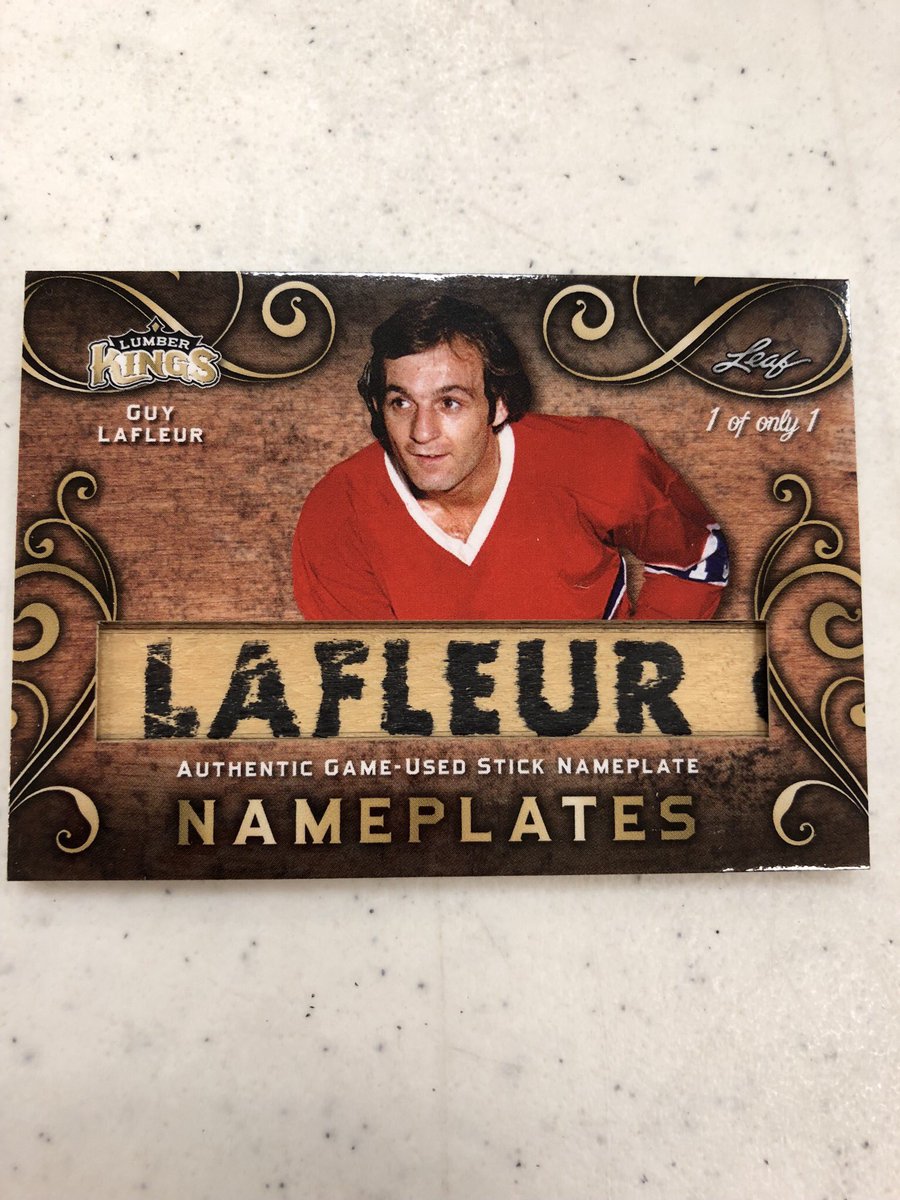 LUMBER
KINGS
Leaf
GUY
LAFLEUR
1 of only 1
LAFLEUR
AUTHENTIC GAME-USED STICK NAMEPLATE
NAMEPLATES